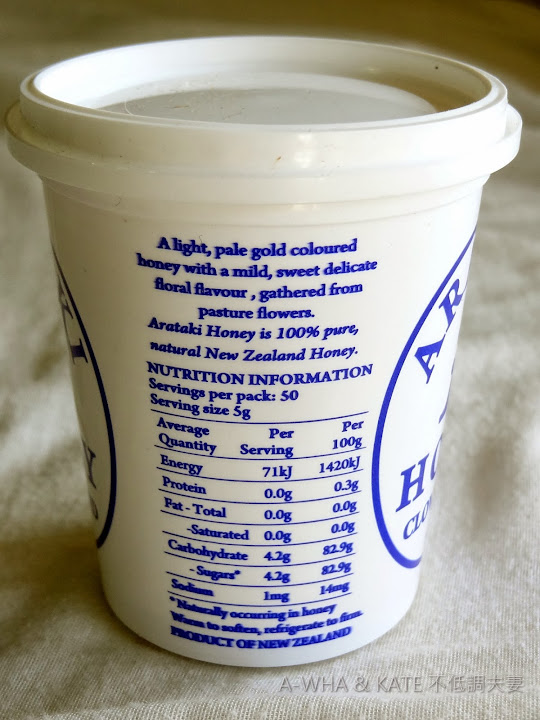 A light, pale gold coloured
honey with a mild, sweet delicate
floral flavour , gathered from
pasture flowers.
Arataki Honey is 100% pure,
natural New Zealand Honey.
NUTRITION INFORMATION
Servings per pack: 50
Serving size 5g
Average Quantity Per Serving Per 100g
Energy 71kJ 1420kJ
Protein 0.0g 0.3g
Fat - Total 0.0g 0.0g
-Saturated 0.0g 0.0g
Carbohydrate 4.2g 82.9g
- Sugars* 4.2g 82.9g
Sodium 1mg 14mg
*Naturally occurring in honey
Warm to soften, refrigerate to firm.
PRODUCT OF NEW ZEALAND
KI
Y
AR
HO
CLO
A-WHA & KATE 不低調夫妻